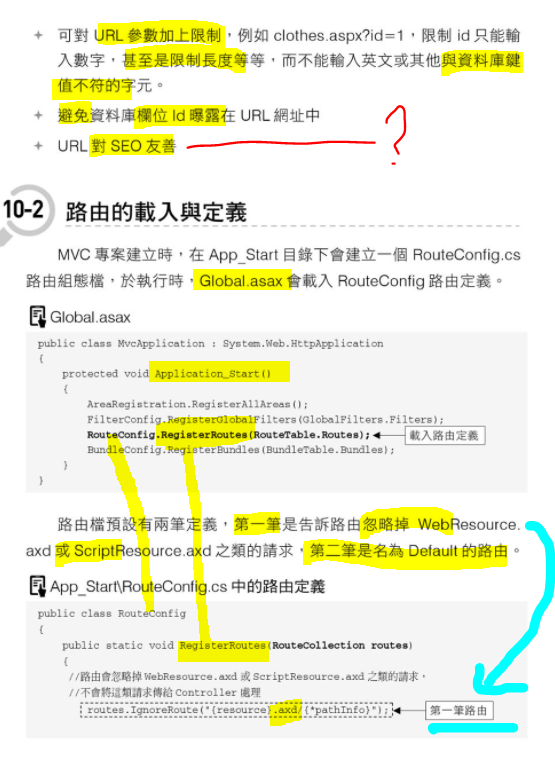 可對 URL 參數加上限制，例如 clothes.aspx?id=1，限制 id 只能輸
入數字，甚至是限制長度等等，而不能輸入英文或其他與資料庫鍵
值不符的字元。
避免資料庫欄位 Id 曝露在 URL 網址中
URL 對 SEO 友善 ?
10-2 路由的載入與定義
MVC 專案建立時，在 App_Start 目錄下會建立一個 RouteConfig.cs
路由組態檔，於執行時，Global.asax 會載入 RouteConfig 路由定義。
Global.asax
public class MvcApplication : System.Web.HttpApplication
{
protected void Application_Start()
{
AreaRegistration.RegisterAllAreas();
FilterConfig.RegisterGlobalFilters(GlobalFilters.Filters);
RouteConfig.RegisterRoutes(RouteTable.Routes); 載入路由定義
BundleConfig.RegisterBundles(BundleTable.Bundles);
}
}
路由檔預設有兩筆定義，第一筆是告訴路由忽略掉 WebResource.
axd 或 ScriptResource.axd 之類的請求，第二筆是名為 Default 的路由。
App_Start\RouteConfig.cs 中的路由定義
public class RouteConfig
{
public static void RegisterRoutes(RouteCollection routes)
{
//路由會忽略掉 WebResource.axd 或 ScriptResource.axd 之類的請求，
//不會將這類請求傳給 Controller 處理
routes.IgnoreRoute("{resource}.axd/{*pathInfo}"); 第一筆路由